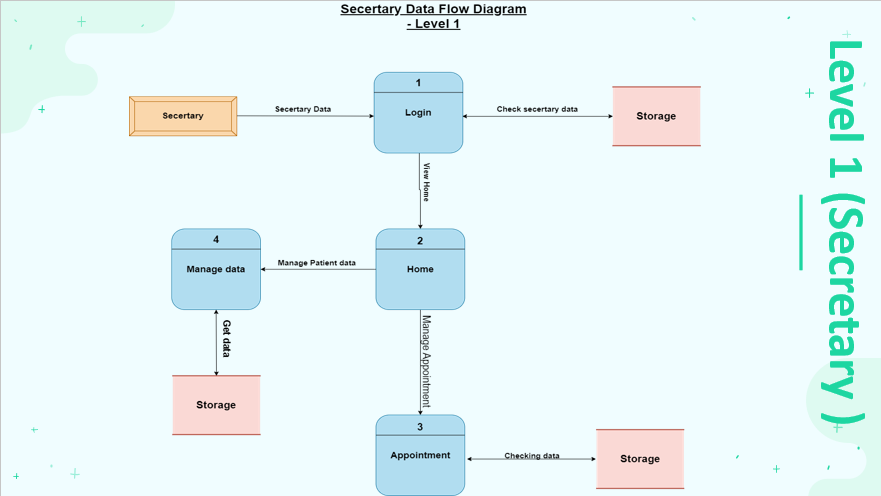 Secertary Data Flow Diagram
- Level 1
Level 1 (Secretary)
1
Login
Secertary
Secertary Data
Check secertary data
Storage
View Home
4
Manage data
Manage Patient data
2
Home
Get data
Manage Appointment
Storage
3
Appointment
Checking data
Storage